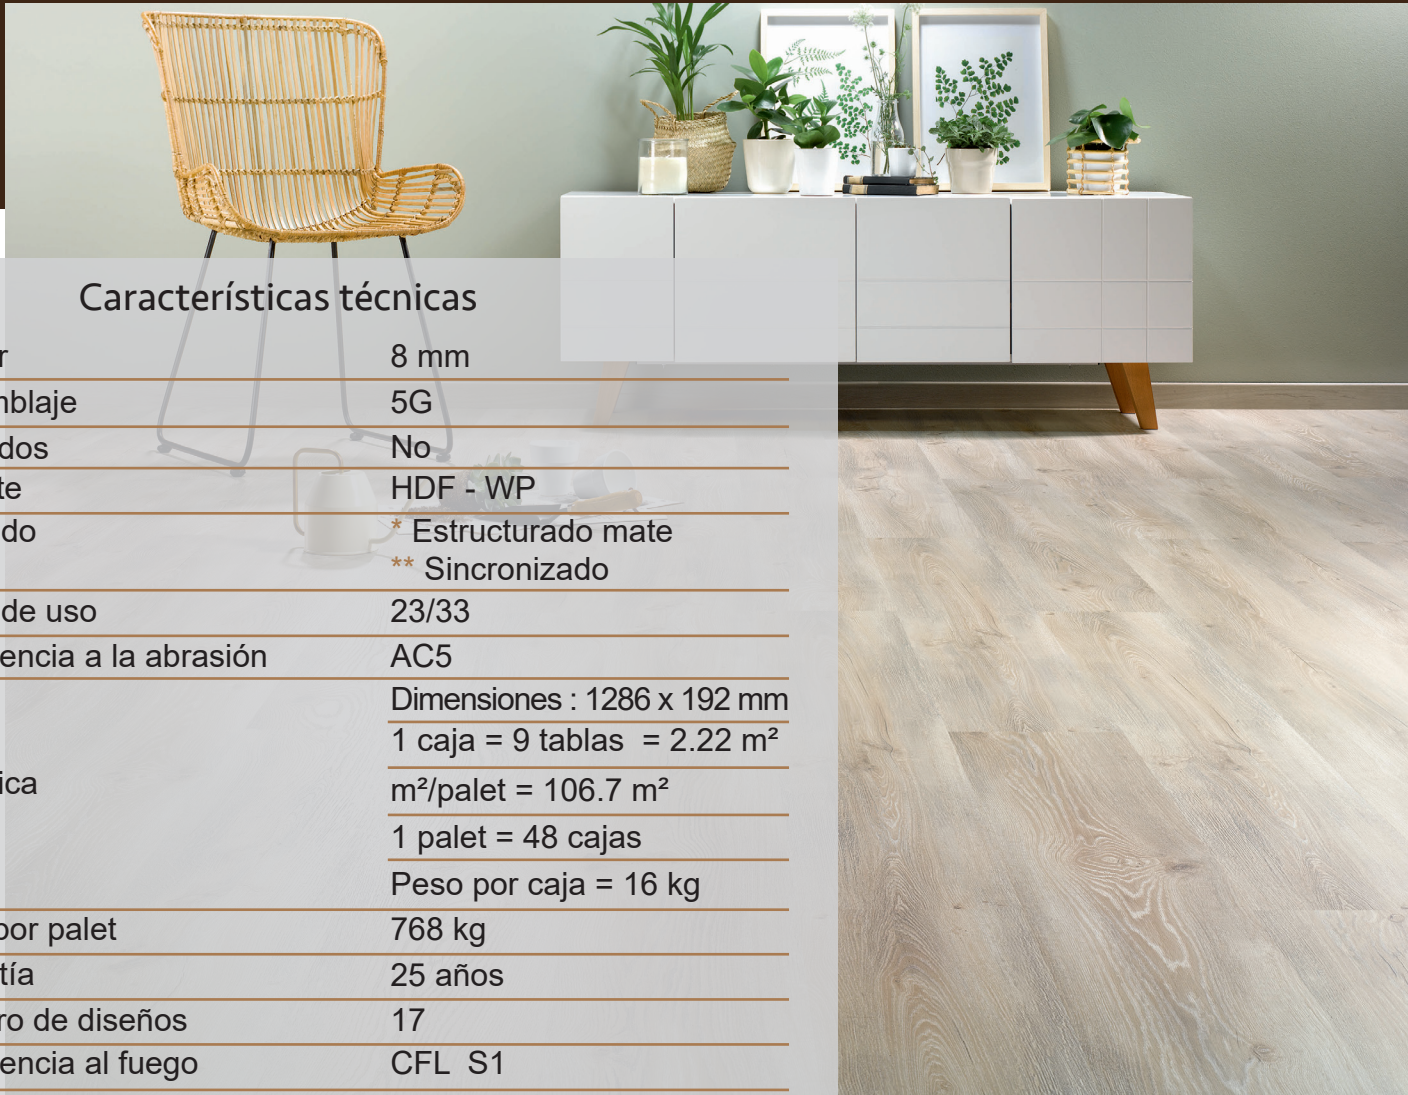 Características técnicas
r 8 mm
nblaje 5G
dos No
te HDF - WP
do * Estructurado mate
** Sincronizado
de uso 23/33
encia a la abrasión AC5
Dimensiones : 1286 x 192 mm
1 caja = 9 tablas = 2.22 m²
ica m²/palet = 106.7 m²
1 palet = 48 cajas
Peso por caja = 16 kg
por palet 768 kg
tía 25 años
ro de diseños 17
encia al fuego CFL S1